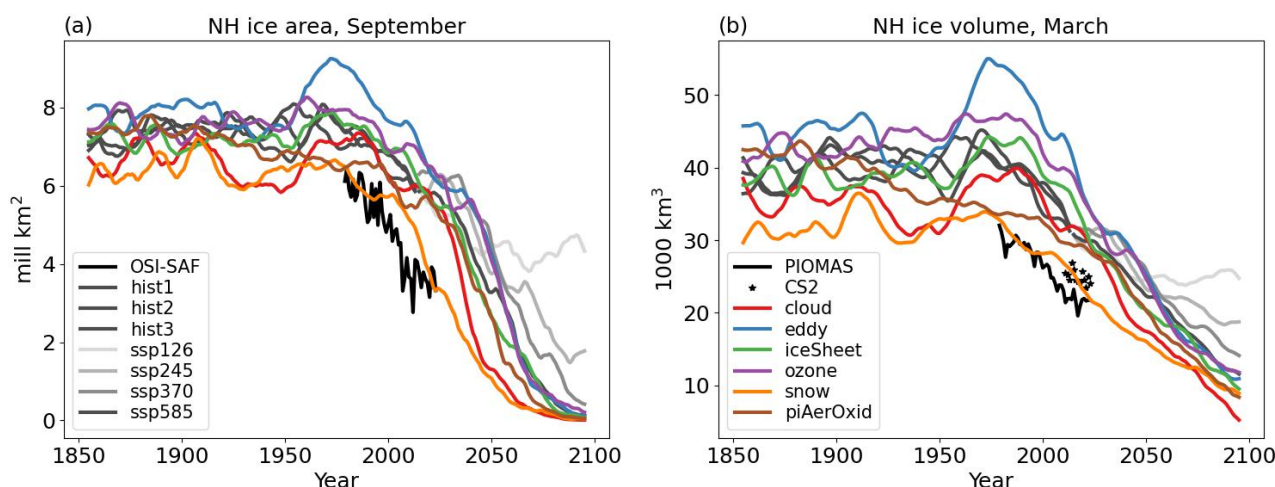 (a) NH ice area, September
mill km²
8
6
4
2
0
OSI-SAF
hist1
hist2
hist3
ssp126
ssp245
ssp370
ssp585
1850 1900 1950 2000 2050 2100
Year
(b) NH ice volume, March
1000 km³
50
40
30
20
10
PIOMAS
CS2
cloud
eddy
iceSheet
ozone
snow
piAerOxid
1850 1900 1950 2000 2050 2100
Year